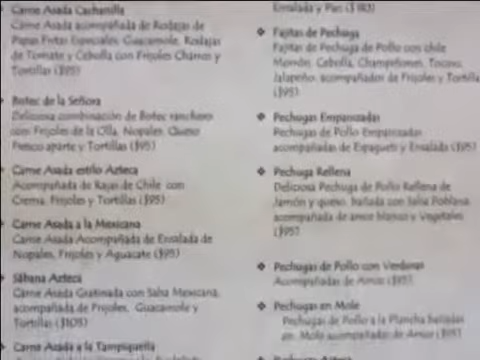 Carne Asada Cachanilla
Carne Asada acompañada de Rodajas de
Papas Fritas Especiales, Guacamole, Rodajas
de Tomate y Cebolla con Frijoles Charros y
Tortillas ($95)
Bistec de la Señora
Deliciosa combinación de Bistec ranchero
con Frijoles de la Olla, Nopales, Queso
Fresco aparte y Tortillas ($95)
Carne Asada estilo Azteca
Acompañada de Rajas de Chile con
Crema, Frijoles y Tortillas ($95)
Carne Asada a la Mexicana
Carne Asada Acompañada de Ensalada de
Nopales, Frijoles y Aguacate ($95)
Sábana Azteca
Carne Asada Gratinada con Salsa Mexicana,
acompañada de Frijoles, Guacamole y
Tortillas ($105)
Carne Asada a la Tampiqueña
Ensalada y Pan
Fajitas de Pechuga
Fajitas de Pechuga de Pollo con chile
Morrón, Cebolla, Champiñones, Tocino,
Jalapeño, acompañados de Frijoles y Tortilla
($95)
Pechugas Empanizadas
Pechugas de Pollo Empanizadas
acompañadas de Espagueti y Ensalada ($95)
Pechuga Rellena
Deliciosa Pechuga de Pollo Rellena de
Jamón y queso, bañada con Salsa Poblana,
acompañada de arroz blanco y Vegetales
($95)
Pechugas de Pollo con Verduras
Acompañadas de Arroz ($95)
Pechugas en Mole
Pechugas de Pollo a la Plancha bañadas
en Mole acompañadas de Arroz ($95)